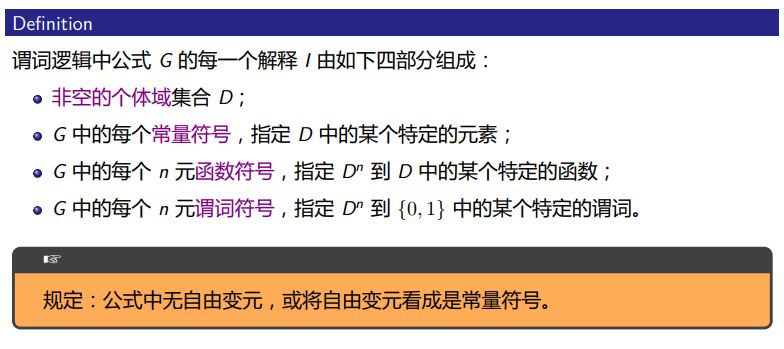 Definition
谓词逻辑中公式 G 的每一个解释 I 由如下四部分组成：
非空的个体域集合 D；
G 中的每个常量符号，指定 D 中的某个特定的元素；
G 中的每个 n 元函数符号，指定 Dⁿ 到 D 中的某个特定的函数；
G 中的每个 n 元谓词符号，指定 Dⁿ 到 {0, 1} 中的某个特定的谓词。
规定：公式中无自由变元，或将自由变元看成是常量符号。